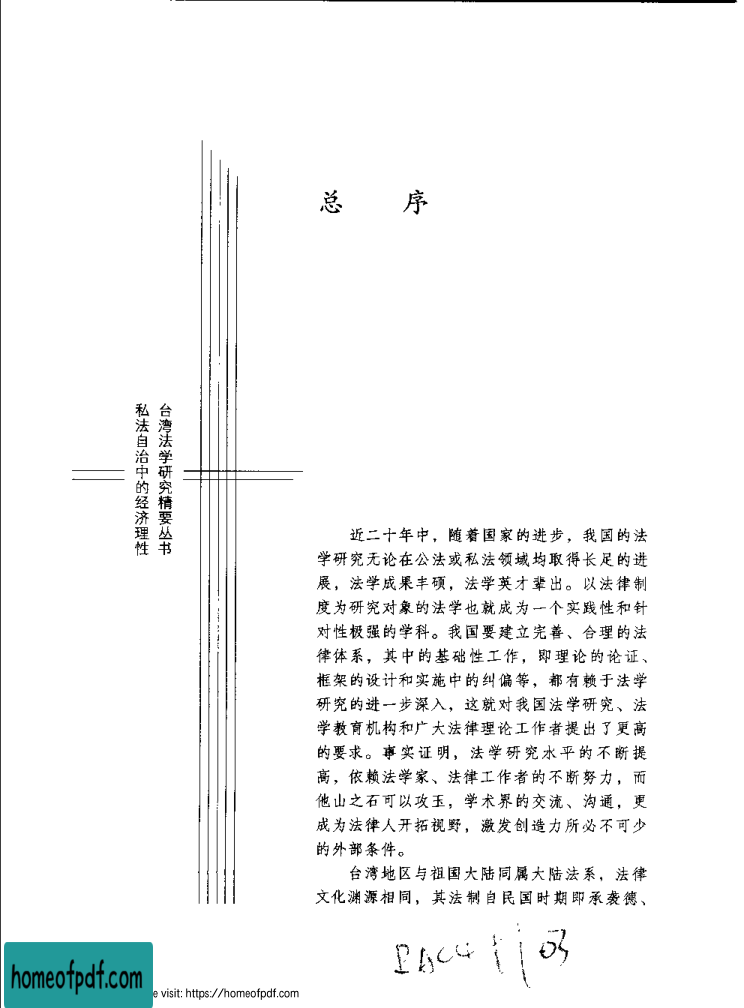 总 序
台湾法学研究精要丛书
私法自治中的经济理性
近二十年中，随着国家的进步，我国的法
学研究无论在公法或私法领域均取得长足的进
展，法学成果丰硕，法学英才辈出。以法律制
度为研究对象的法学也就成为一个实践性和针
对性极强的学科。我国要建立完善、合理的法
律体系，其中的基础性工作，即理论的论证、
框架的设计和实施中的纠偏等，都有赖于法学
研究的进一步深入，这就对我国法学研究、法
学教育机构和广大法律理论工作者提出了更高
的要求。事实证明，法学研究水平的不断提
高，依赖法学家、法律工作者的不断努力，而
他山之石可以攻玉，学术界的交流、沟通，更
成为法律人开拓视野，激发创造力所必不可少
的外部条件。
台湾地区与祖国大陆同属大陆法系，法律
文化渊源相同，其法制自民国时期即承袭德、
homeofpdf.com
e visit: https://homeofpdf.com